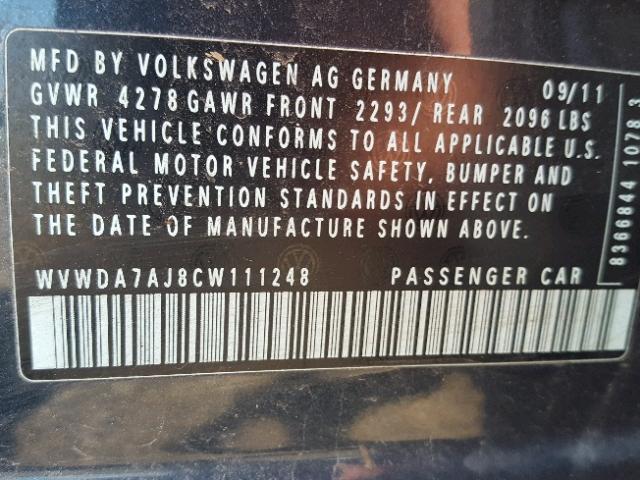 MFD BY VOLKSWAGEN AG GERMANY 09/11
GVWR 4278 GAWR FRONT 2293/ REAR 2096 LBS
THIS VEHICLE CONFORMS TO ALL APPLICABLE U.S.
FEDERAL MOTOR VEHICLE SAFETY, BUMPER AND
THEFT PREVENTION STANDARDS IN EFFECT ON
THE DATE OF MANUFACTURE SHOWN ABOVE.
WVWDA7AJ8CW111248 PASSENGER CAR
8366844 1078 3